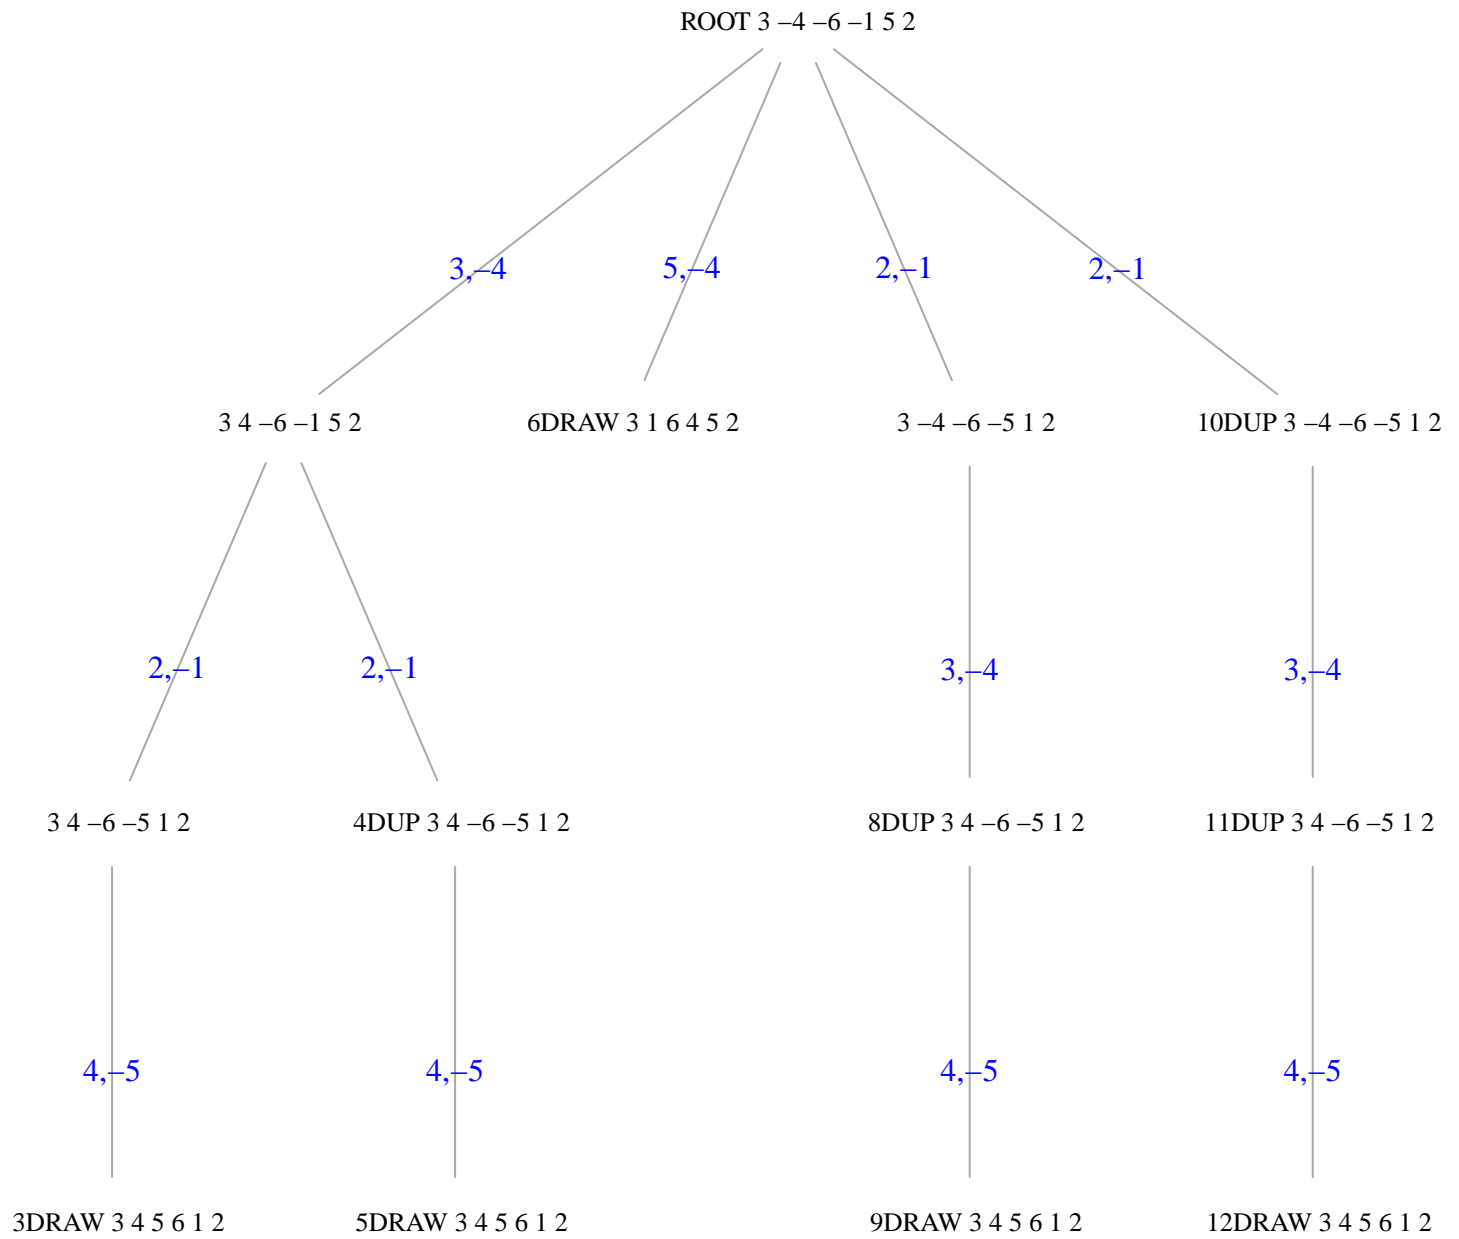 ROOT 3 –4 –6 –1 5 2
3,–4
5,–4
2,–1
2,–1
3 4 –6 –1 5 2
6DRAW 3 1 6 4 5 2
3 –4 –6 –5 1 2
10DUP 3 –4 –6 –5 1 2
2,–1
2,–1
3,–4
3,–4
3 4 –6 –5 1 2
4DUP 3 4 –6 –5 1 2
8DUP 3 4 –6 –5 1 2
11DUP 3 4 –6 –5 1 2
4,–5
4,–5
4,–5
4,–5
3DRAW 3 4 5 6 1 2
5DRAW 3 4 5 6 1 2
9DRAW 3 4 5 6 1 2
12DRAW 3 4 5 6 1 2